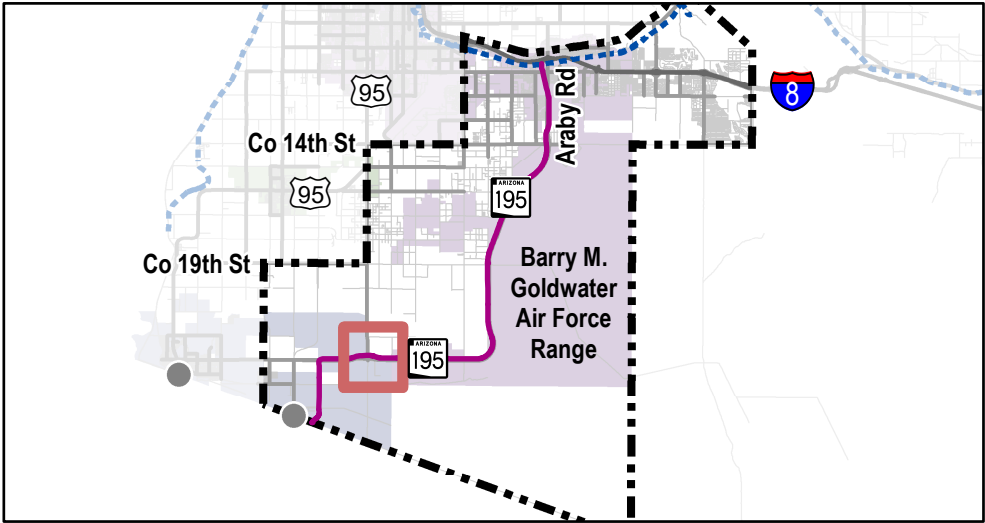 95
8
Araby Rd
Co 14th St
95
ARIZONA
195
Co 19th St
Barry M.
Goldwater
Air Force
Range
ARIZONA
195